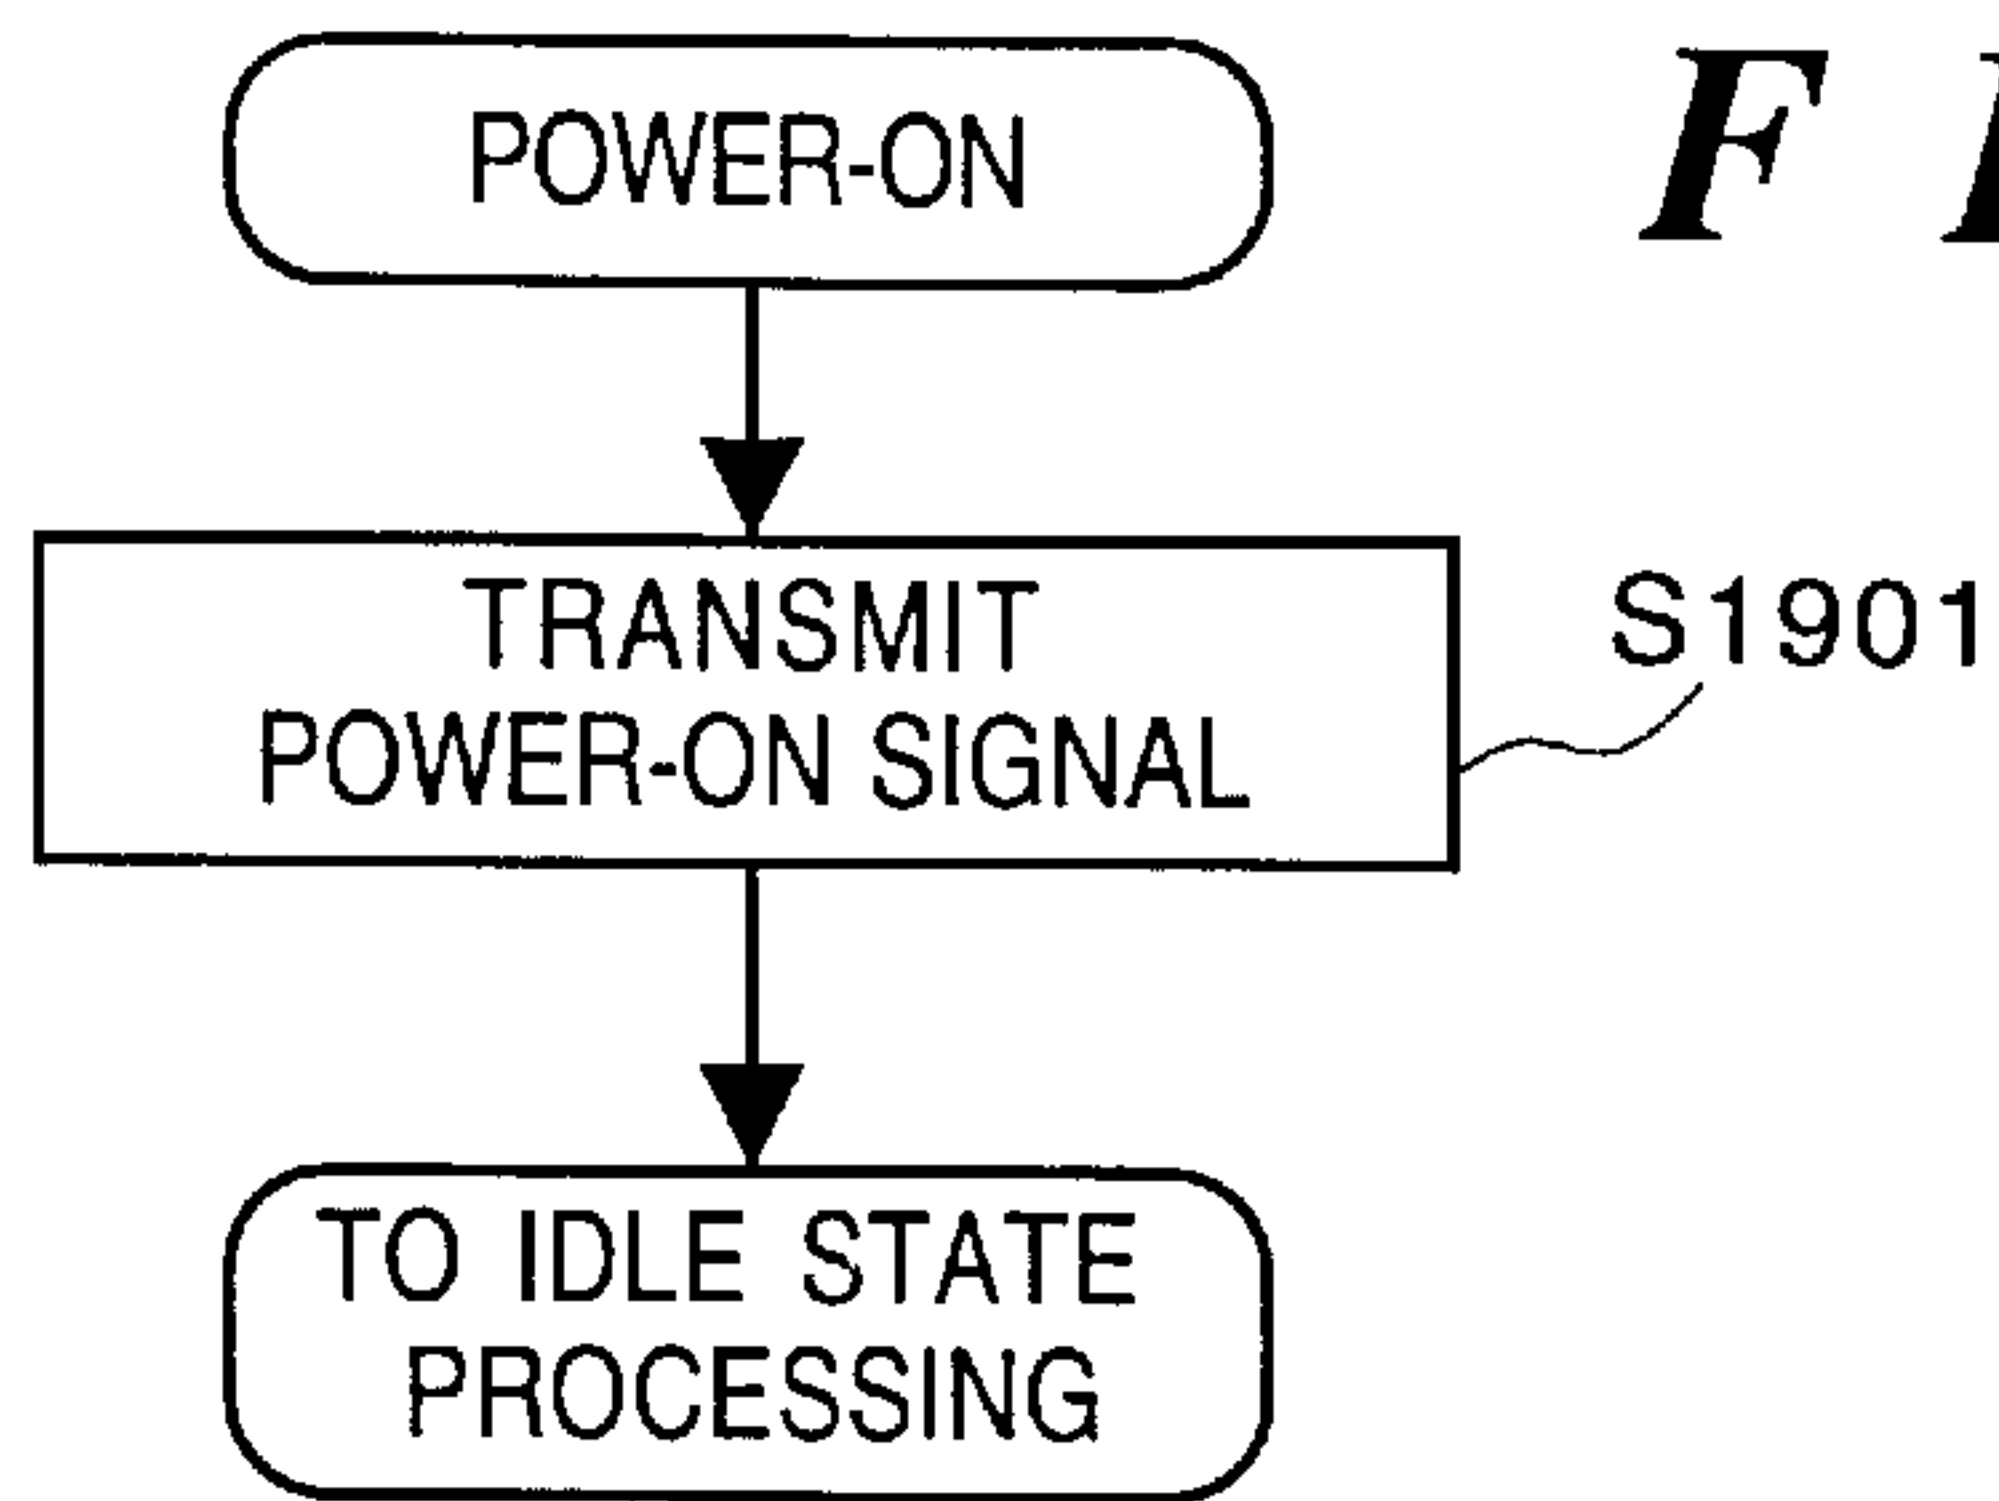 POWER-ON
F
TRANSMIT
POWER-ON SIGNAL
S1901
TO IDLE STATE
PROCESSING